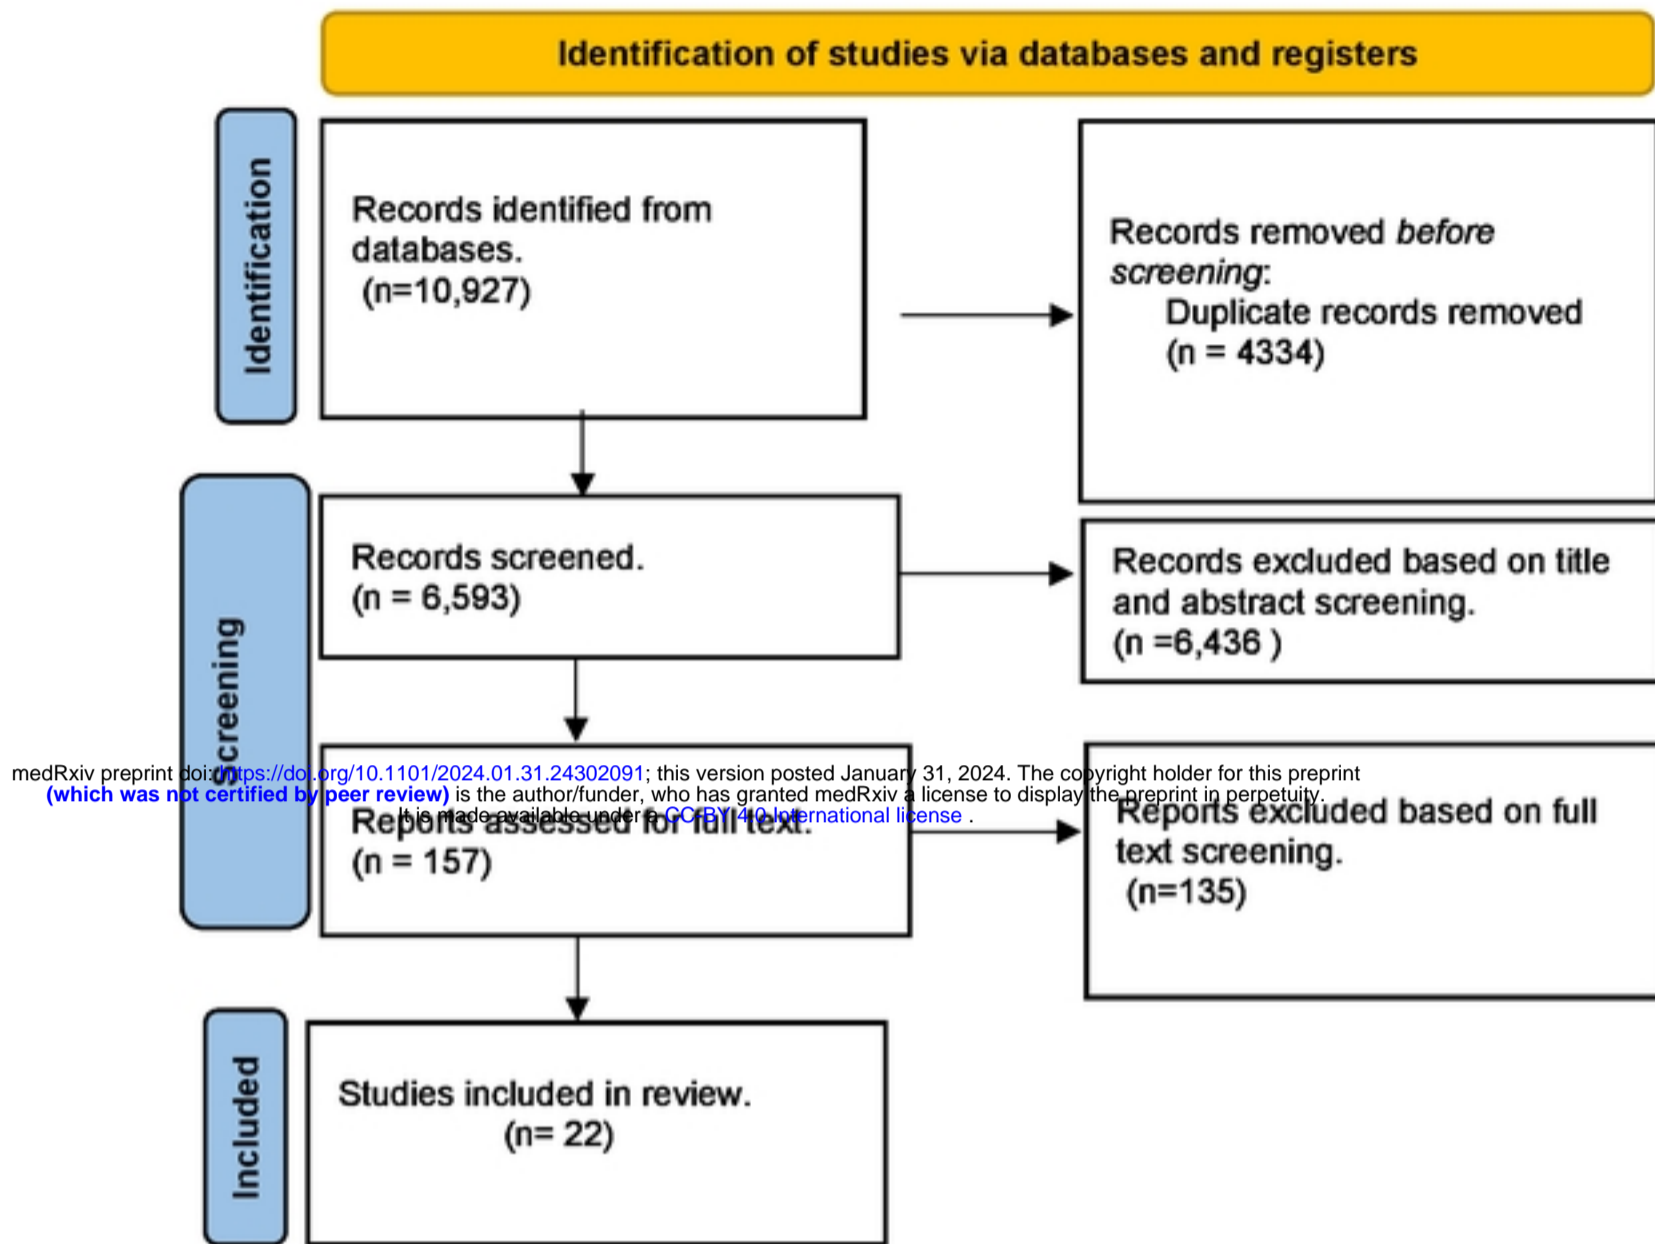 Identification of studies via databases and registers
Identification
Records identified from
databases.
(n=10,927)
Records removed before
screening:
Duplicate records removed
(n = 4334)
Screening
Records screened.
(n = 6,593)
Records excluded based on title
and abstract screening.
(n =6,436 )
medRxiv preprint doi: https://doi.org/10.1101/2024.01.31.24302091; this version posted January 31, 2024. The copyright holder for this preprint
(which was not certified by peer review) is the author/funder, who has granted medRxiv a license to display the preprint in perpetuity.
It is made available under a CC-BY 4.0 International license .
Reports assessed for full text.
(n = 157)
Reports excluded based on full
text screening.
(n=135)
Included
Studies included in review.
(n= 22)